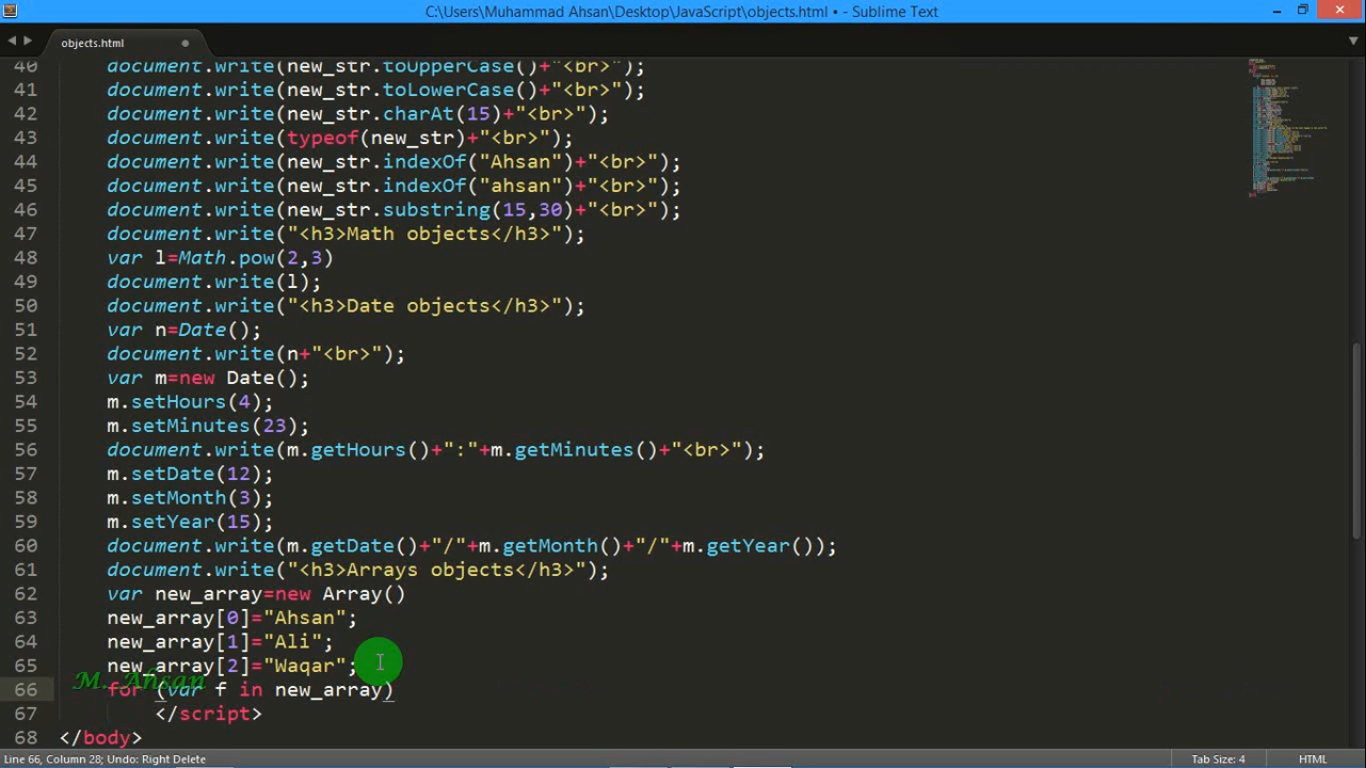 C:\Users\Muhammad Ahsan\Desktop\JavaScript\objects.html • - Sublime Text
objects.html
40 document.write(new_str.toUpperCase()+"<br>");
41 document.write(new_str.toLowerCase()+"<br>");
42 document.write(new_str.charAt(15)+"<br>");
43 document.write(typeof(new_str)+"<br>");
44 document.write(new_str.indexOf("Ahsan")+"<br>");
45 document.write(new_str.indexOf("ahsan")+"<br>");
46 document.write(new_str.substring(15,30)+"<br>");
47 document.write("<h3>Math objects</h3>");
48 var l=Math.pow(2,3)
49 document.write(l);
50 document.write("<h3>Date objects</h3>");
51 var n=Date();
52 document.write(n+"<br>");
53 var m=new Date();
54 m.setHours(4);
55 m.setMinutes(23);
56 document.write(m.getHours()+":"+m.getMinutes()+"<br>");
57 m.setDate(12);
58 m.setMonth(3);
59 m.setYear(15);
60 document.write(m.getDate()+"/"+m.getMonth()+"/"+m.getYear());
61 document.write("<h3>Arrays objects</h3>");
62 var new_array=new Array()
63 new_array[0]="Ahsan";
64 new_array[1]="Ali";
65 new_array[2]="Waqar";
M. Ahsan
66 for (var f in new_array)
67 </script>
68 </body>
Line 66, Column 28; Undo: Right Delete
Tab Size: 4
HTML